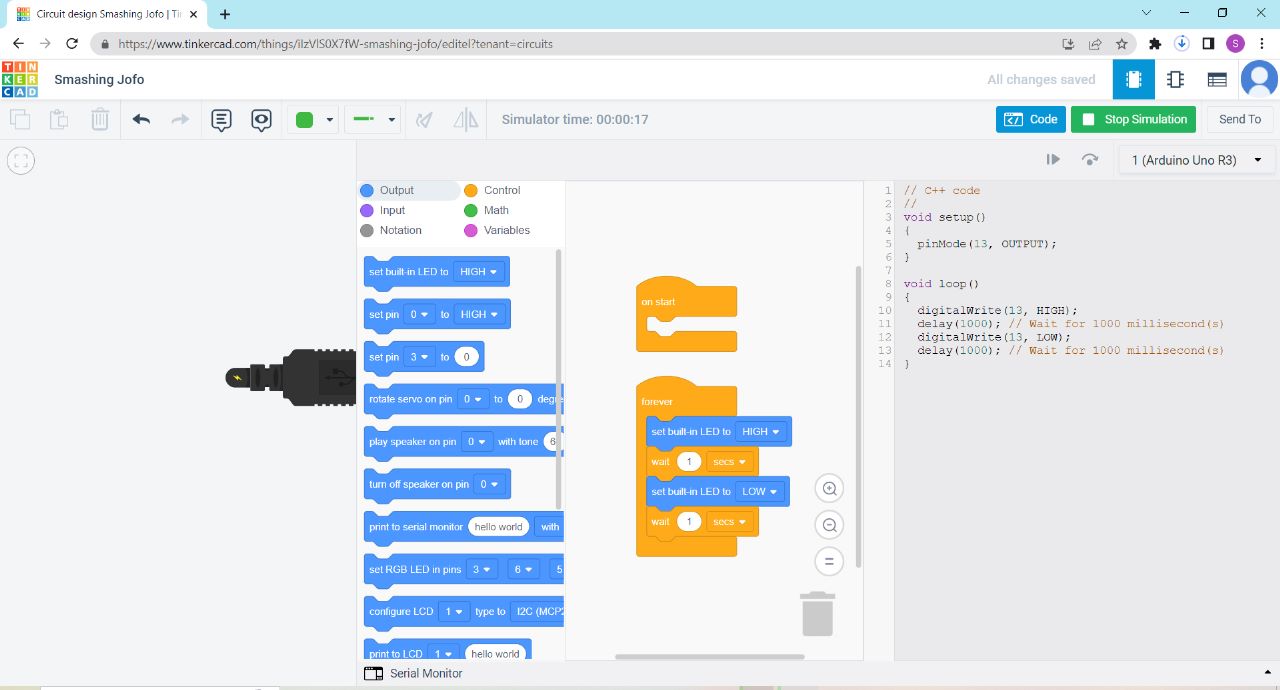 Circuit design Smashing Jofo | Ti
https://www.tinkercad.com/things/iIzVlS0X7fW-smashing-jofo/editel?tenant=circuits
S
TIN
KER
CAD
Smashing Jofo
All changes saved
Simulator time: 00:00:17
Code
Stop Simulation
Send To
1 (Arduino Uno R3)
Output
Control
Input
Math
Notation
Variables
set built-in LED to HIGH
set pin 0 to HIGH
set pin 3 to 0
rotate servo on pin 0 to 0 degre
play speaker on pin 0 with tone 6
turn off speaker on pin 0
print to serial monitor hello world with
set RGB LED in pins 3 6 5
configure LCD 1 type to I2C (MCP2
print to LCD 1 hello world
on start
forever
set built-in LED to HIGH
wait 1 secs
set built-in LED to LOW
wait 1 secs
1 // C++ code
2 //
3 void setup()
4 {
5 pinMode(13, OUTPUT);
6 }
7
8 void loop()
9 {
10 digitalWrite(13, HIGH);
11 delay(1000); // Wait for 1000 millisecond(s)
12 digitalWrite(13, LOW);
13 delay(1000); // Wait for 1000 millisecond(s)
14 }
Serial Monitor